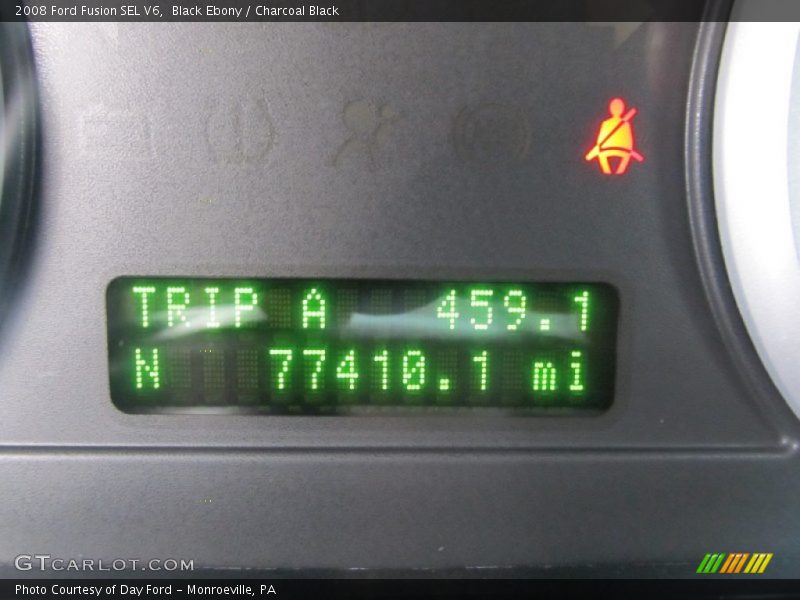 2008 Ford Fusion SEL V6,  Black Ebony / Charcoal Black
TRIP A 459.1
N 77410.1 mi
GTCARLOT.COM
Photo Courtesy of Day Ford - Monroeville, PA